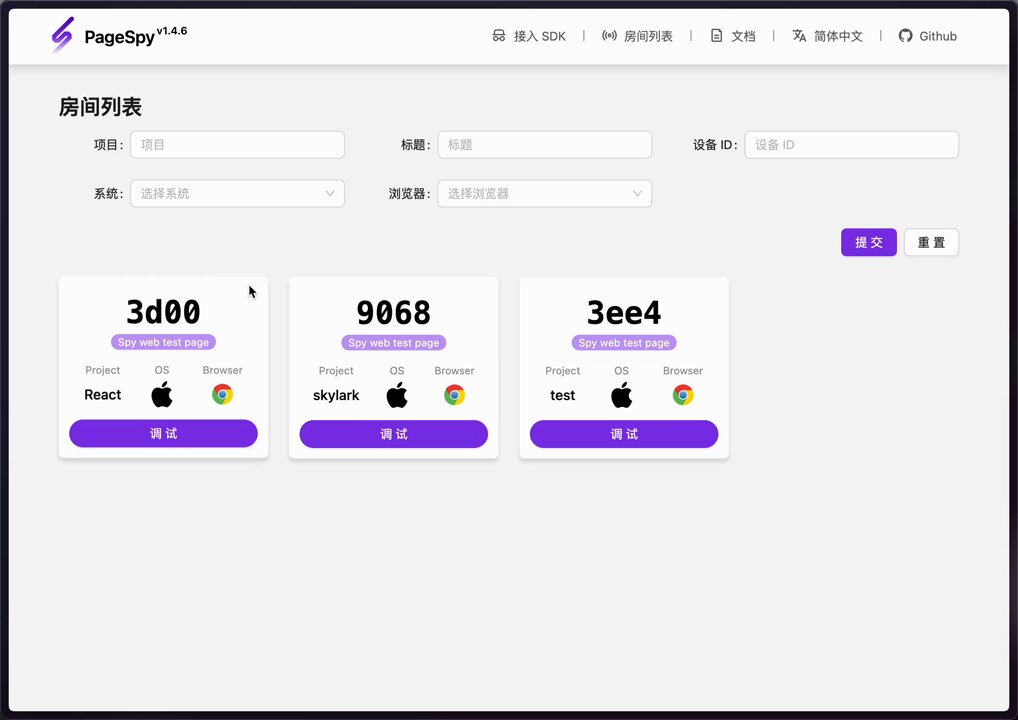 PageSpy v1.4.6
接入 SDK | 房间列表 | 文档 | 简体中文 | Github
房间列表
项目: 项目 标题: 标题 设备 ID: 设备 ID
系统: 选择系统 浏览器: 选择浏览器
提 交 重 置
3d00
Spy web test page
Project OS Browser
React
调 试
9068
Spy web test page
Project OS Browser
skylark
调 试
3ee4
Spy web test page
Project OS Browser
test
调 试